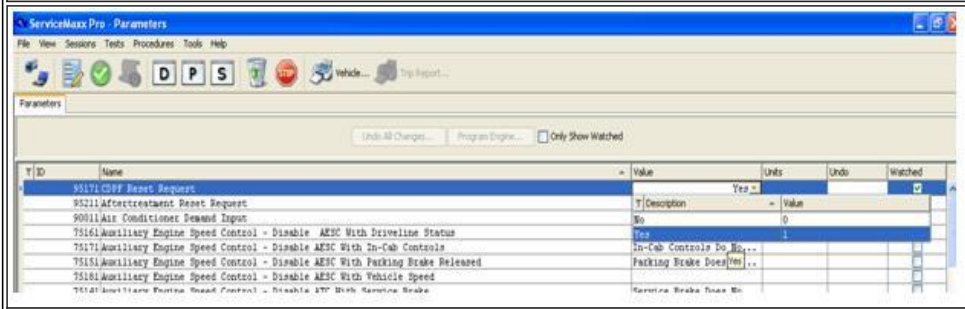 ServiceMaxx Pro - Parameters
File View Sessions Tests Procedures Tools Help
D P S STOP Vehicle... Trip Report...
Parameters
Undo All Changes... Program Engine... Only Show Watched
ID Name Value Units Undo Watched
95171 CDPF Reset Request Yes
95211 Aftertreatment Reset Request Description Value
90011 Air Conditioner Demand Input No 0
75161 Auxiliary Engine Speed Control - Disable AESC With Driveline Status Yes 1
75171 Auxiliary Engine Speed Control - Disable AESC With In-Cab Controls In-Cab Controls Do No...
75151 Auxiliary Engine Speed Control - Disable AESC With Parking Brake Released Parking Brake Does Yes ...
75181 Auxiliary Engine Speed Control - Disable AESC With Vehicle Speed
75141 Auxiliary Engine Speed Control - Disable ATC With Service Brake Service Brake Does No...